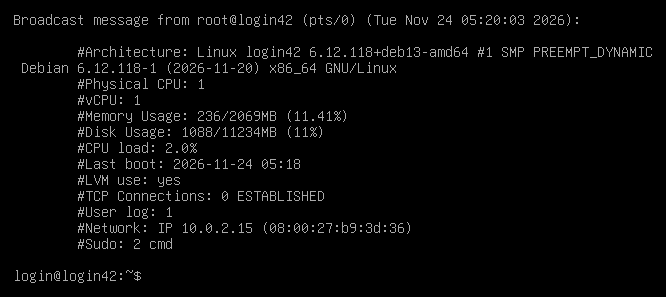 Broadcast message from root@login42 (pts/0) (Tue Nov 24 05:20:03 2026):
#Architecture: Linux login42 6.12.118+deb13-amd64 #1 SMP PREEMPT_DYNAMIC
Debian 6.12.118-1 (2026-11-20) x86_64 GNU/Linux
#Physical CPU: 1
#vCPU: 1
#Memory Usage: 236/2069MB (11.41%)
#Disk Usage: 1088/11234MB (11%)
#CPU load: 2.0%
#Last boot: 2026-11-24 05:18
#LVM use: yes
#TCP Connections: 0 ESTABLISHED
#User log: 1
#Network: IP 10.0.2.15 (08:00:27:b9:3d:36)
#Sudo: 2 cmd
login@login42:~$